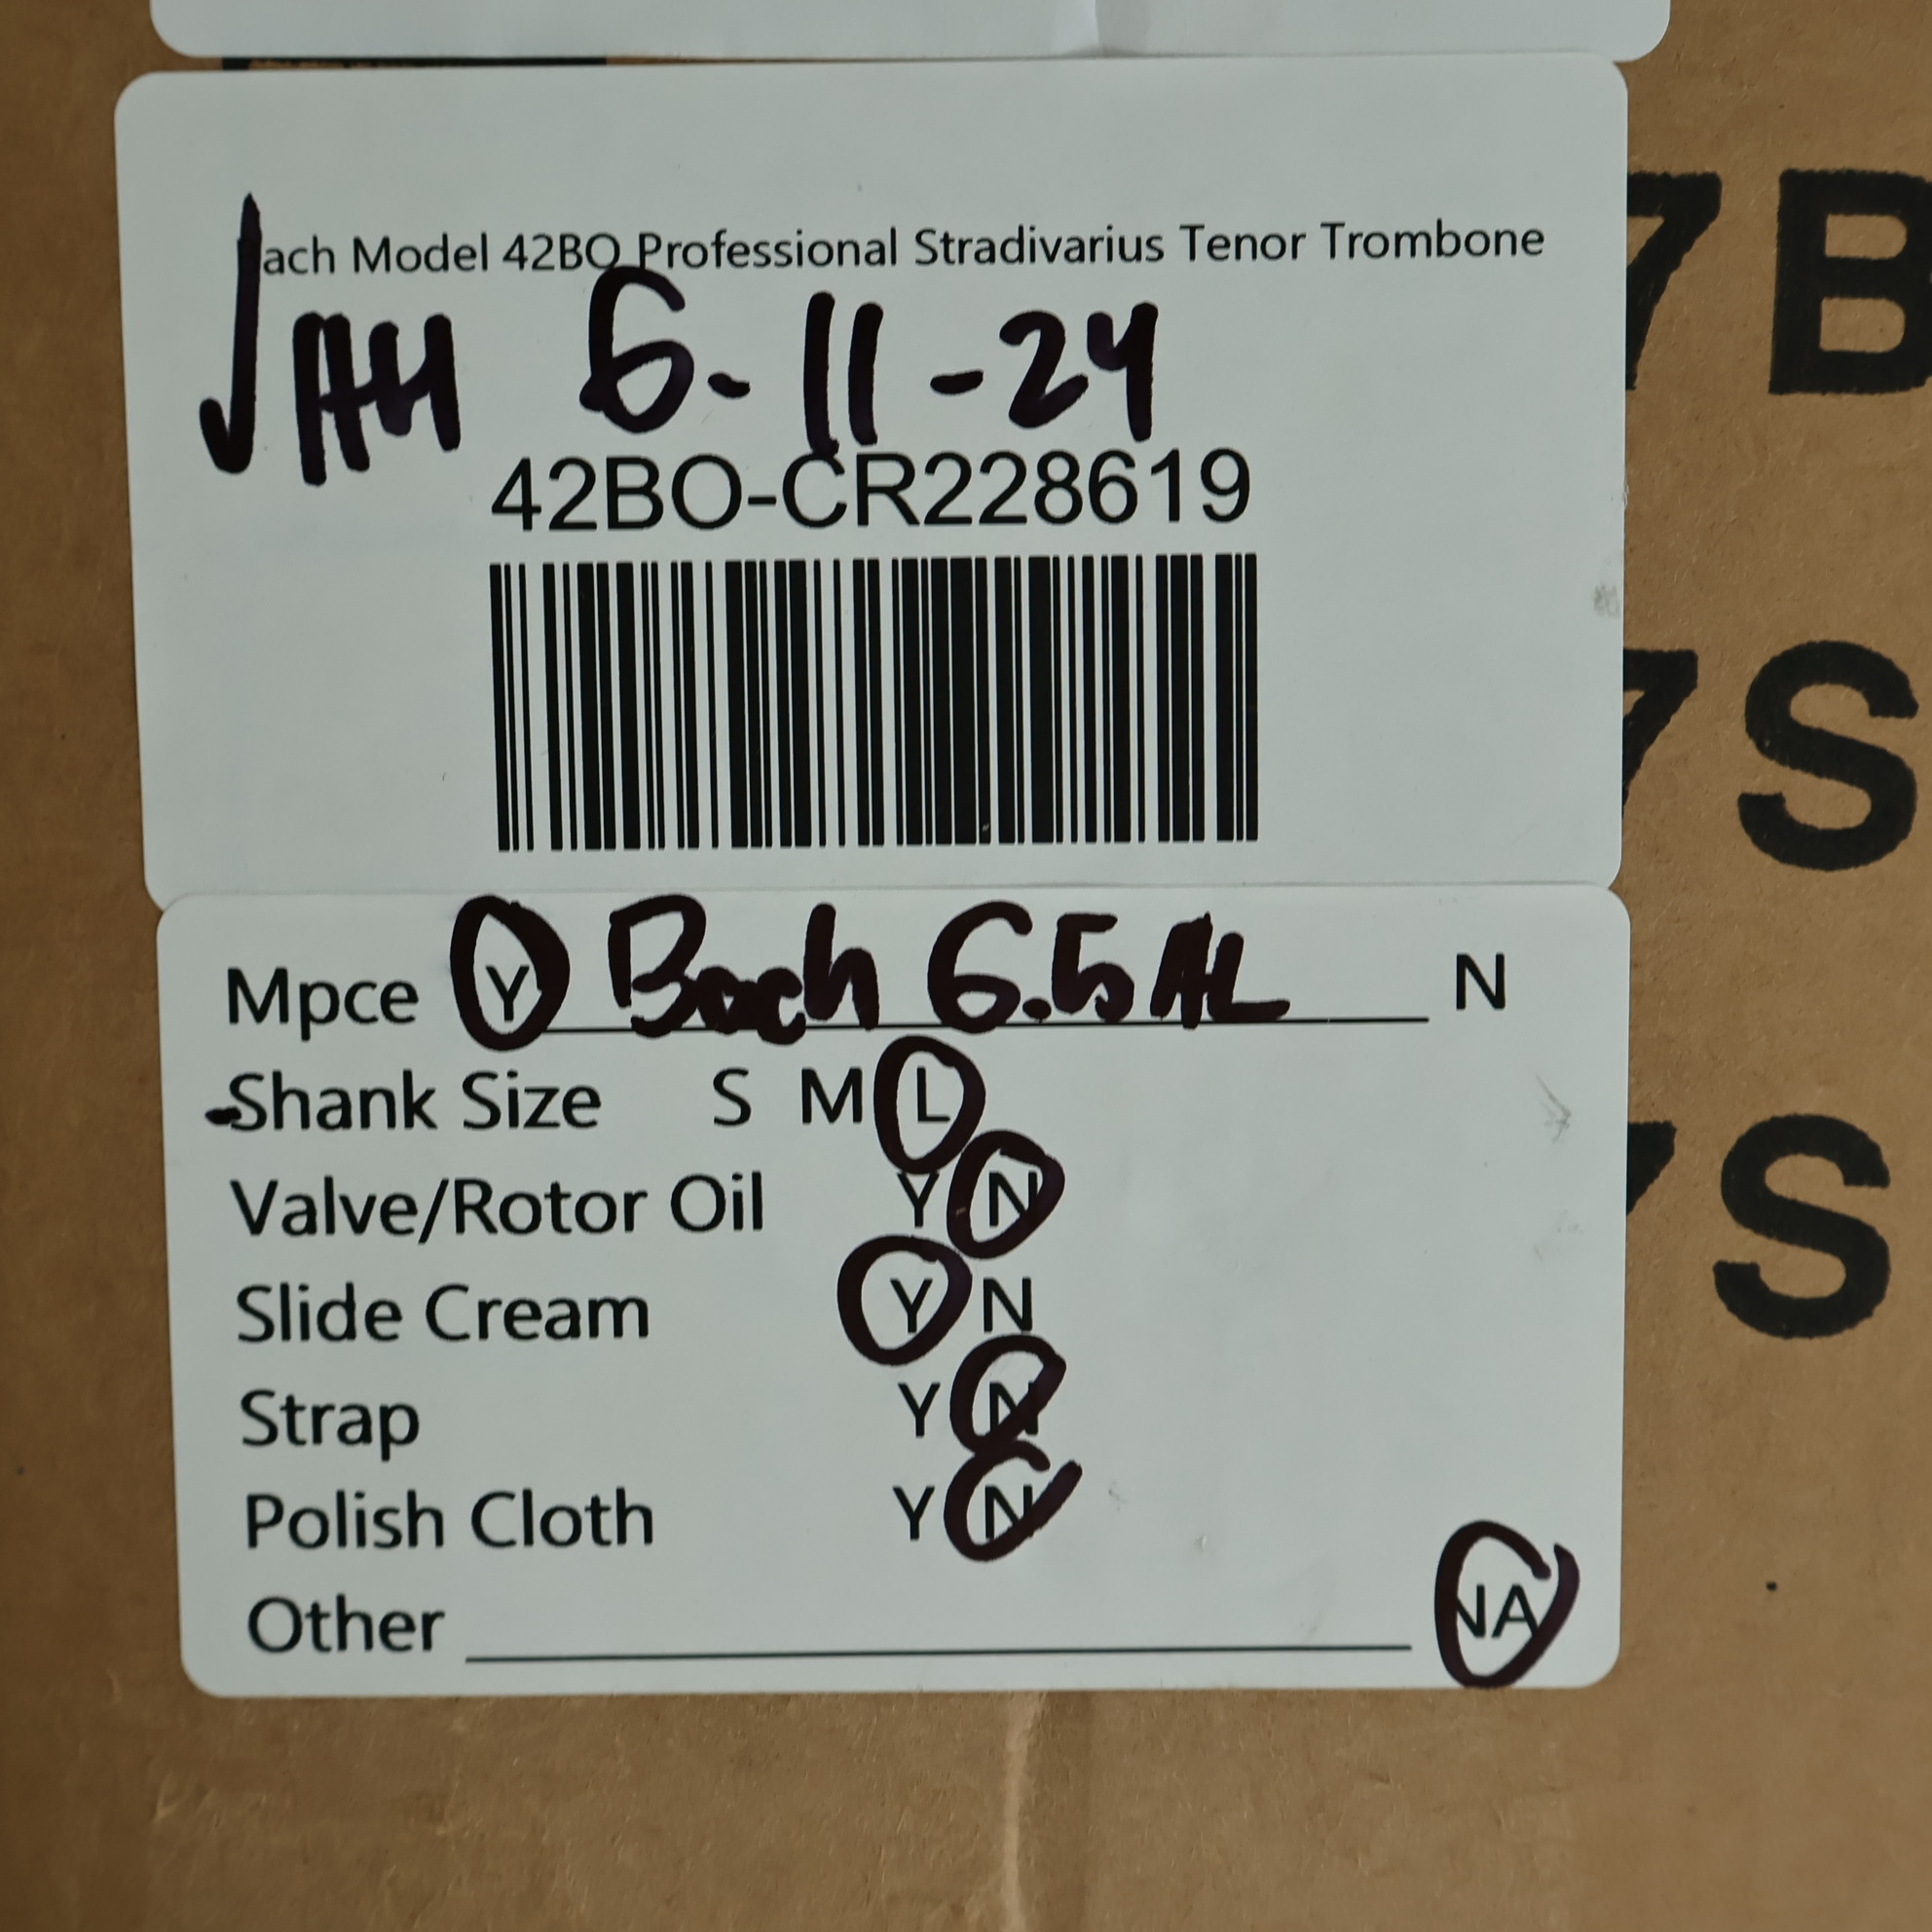 ach Model 42BO Professional Stradivarius Tenor Trombone
√AH 6-11-24
42BO-CR228619
Mpce Y Bach 6.5AL N
Shank Size S M L
Valve/Rotor Oil Y N
Slide Cream Y N
Strap Y N
Polish Cloth Y N
Other NA
7B
7S
7S